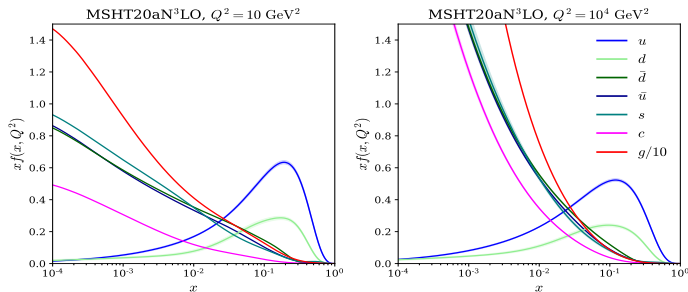 MSHT20aN³LO, Q² = 10 GeV²
xf(x, Q²)
1.4
1.2
1.0
0.8
0.6
0.4
0.2
0.0
10⁻⁴ 10⁻³ 10⁻² 10⁻¹ 10⁰
x
MSHT20aN³LO, Q² = 10⁴ GeV²
xf(x, Q²)
1.4
1.2
1.0
0.8
0.6
0.4
0.2
0.0
u
d
d̄
ū
s
c
g/10
10⁻⁴ 10⁻³ 10⁻² 10⁻¹ 10⁰
x